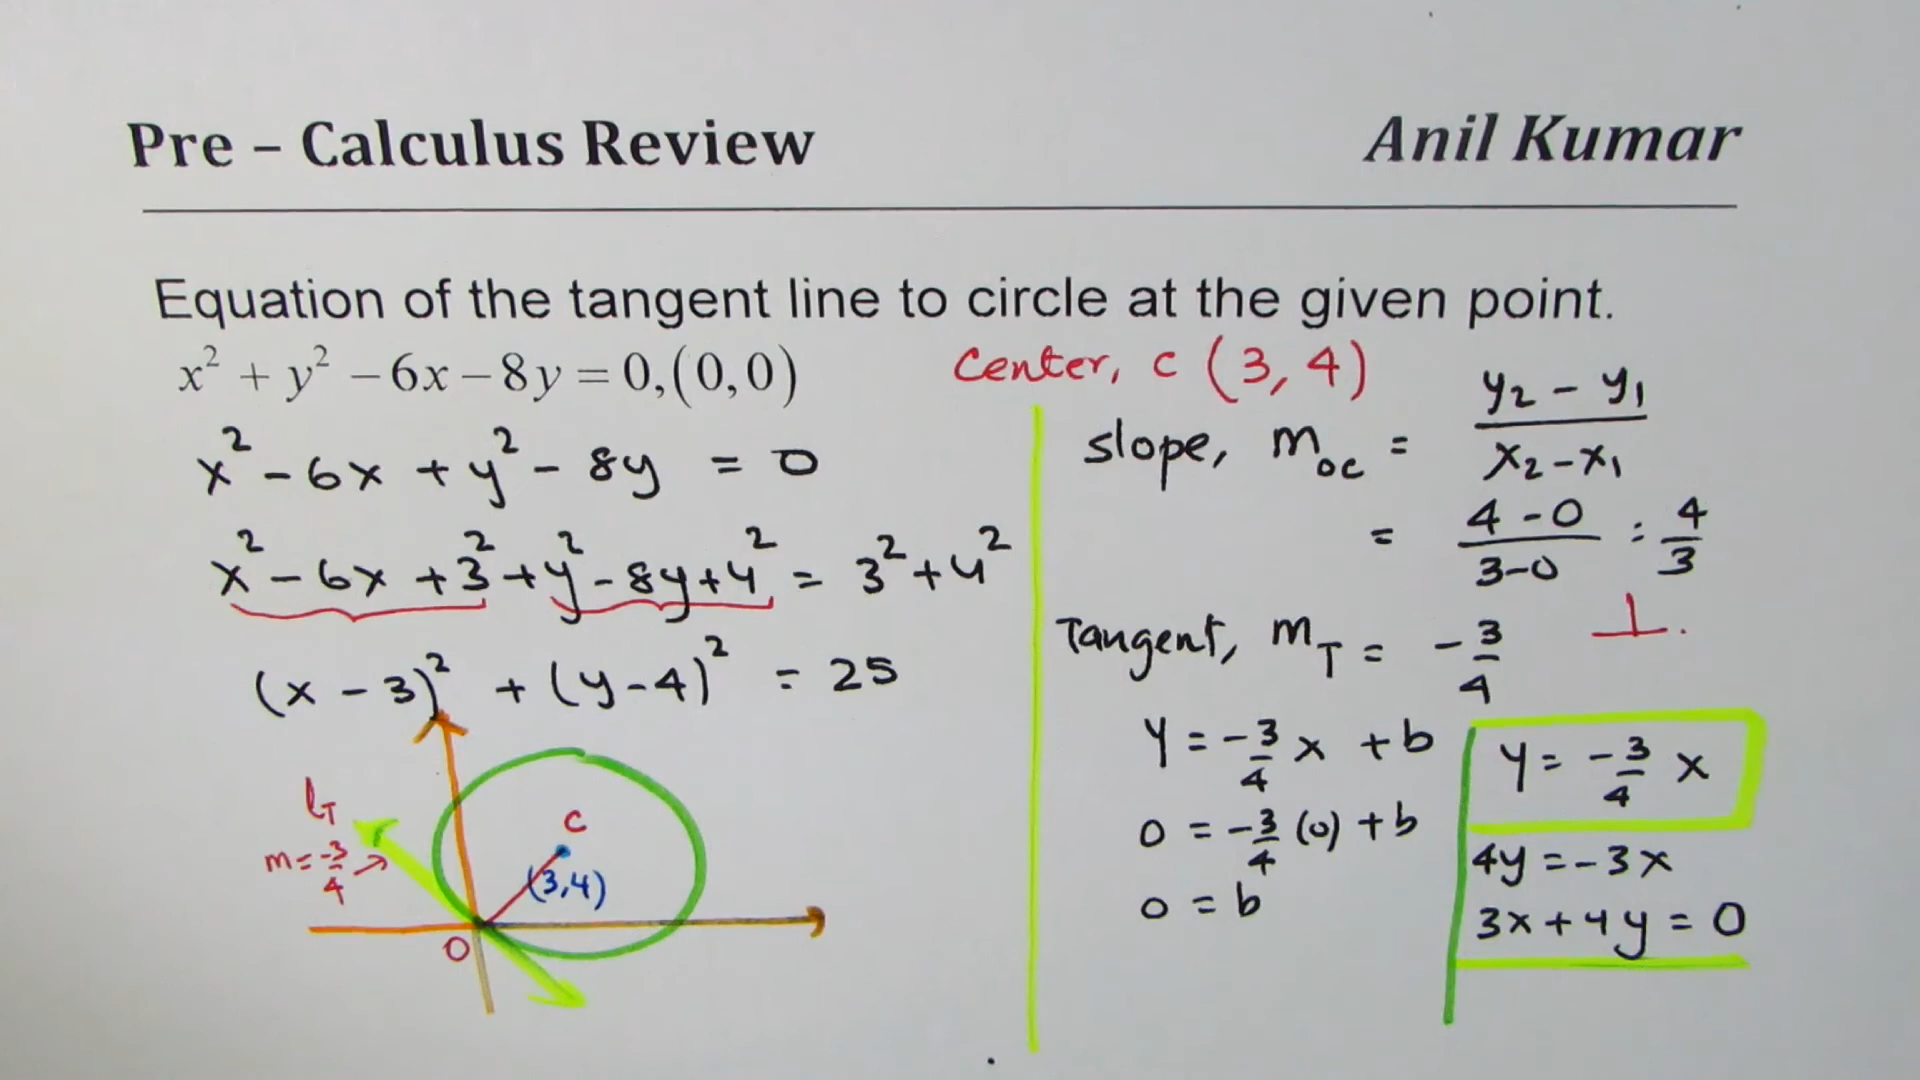 Pre – Calculus Review
Anil Kumar
Equation of the tangent line to circle at the given point.
x² + y² − 6x − 8y = 0, (0,0)
x² − 6x + y² − 8y = 0
x² − 6x + 3² + y² − 8y + 4² = 3² + 4²
(x − 3)² + (y − 4)² = 25
l_T
m = -3/4 →
C
(3,4)
O
Center, C (3, 4)
slope, m_OC = (y₂ − y₁)/(x₂ − x₁)
= (4 − 0)/(3 − 0) = 4/3
Tangent, m_T = −3/4 ⊥.
y = −3/4 x + b
0 = −3/4 (0) + b
0 = b
y = −3/4 x
4y = −3x
3x + 4y = 0